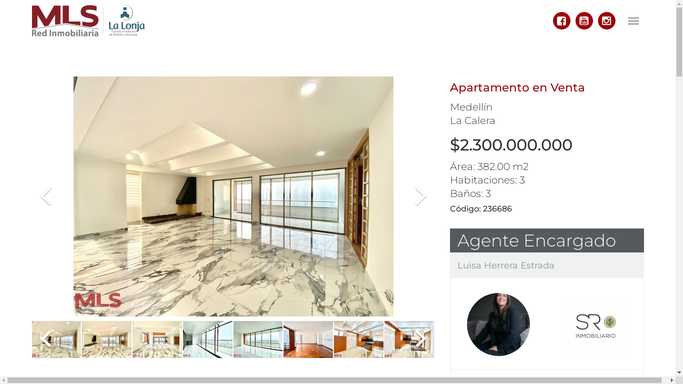 MLS
Red Inmobiliaria
La Lonja
Apartamento en Venta
Medellín
La Calera
$2.300.000.000
Área: 382.00 m2
Habitaciones: 3
Baños: 3
Código: 236686
MLS
Agente Encargado
Luisa Herrera Estrada
SR
INMOBILIARIO